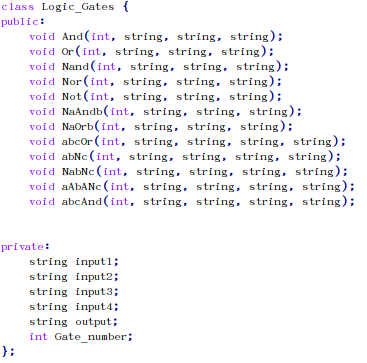 class Logic_Gates {
public:
void And(int, string, string, string);
void Or(int, string, string, string);
void Nand(int, string, string, string);
void Nor(int, string, string, string);
void Not(int, string, string, string);
void NaAndb(int, string, string, string);
void NaOrb(int, string, string, string);
void abcOr(int, string, string, string, string);
void abNc(int, string, string, string, string);
void NabNc(int, string, string, string, string);
void aAbANc(int, string, string, string, string);
void abcAnd(int, string, string, string, string);
private:
string input1;
string input2;
string input3;
string input4;
string output;
int Gate_number;
};